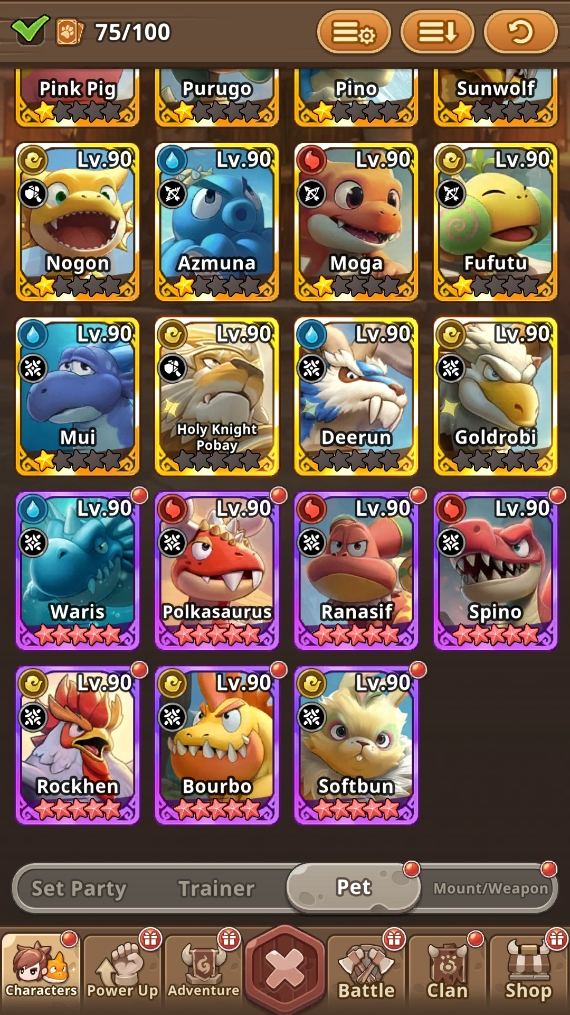 75/100
Pink Pig
Purugo
Pino
Sunwolf
Lv.90
Lv.90
Lv.90
Lv.90
Nogon
Azmuna
Moga
Fufutu
Lv.90
Lv.90
Lv.90
Lv.90
Mui
Holy Knight
Pobay
Deerun
Goldrobi
Lv.90
Lv.90
Lv.90
Lv.90
Waris
Polkasaurus
Ranasif
Spino
Lv.90
Lv.90
Lv.90
Rockhen
Bourbo
Softbun
Set Party
Trainer
Pet
Mount/Weapon
Characters
Power Up
Adventure
Battle
Clan
Shop